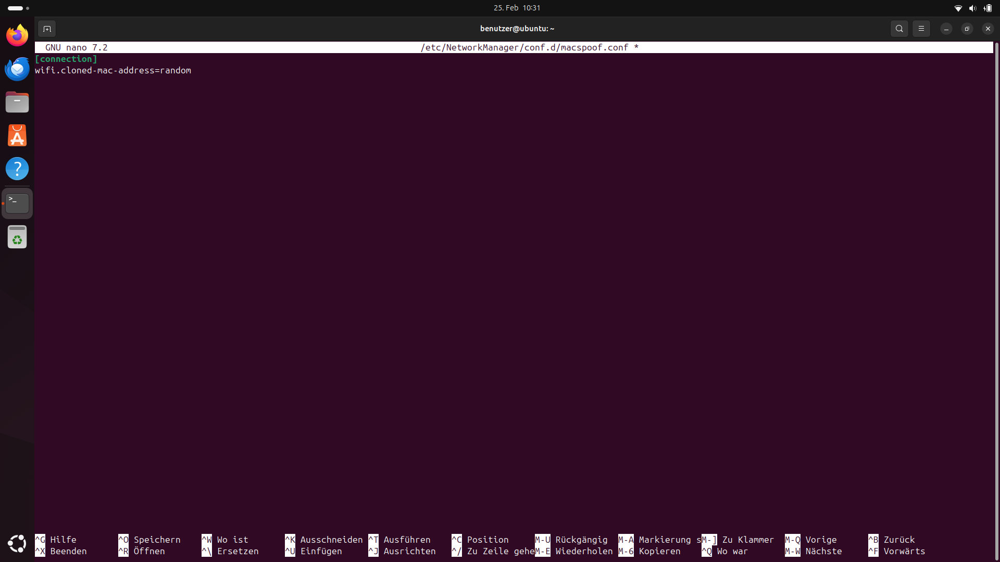 25. Feb 10:31
benutzer@ubuntu: ~
GNU nano 7.2 /etc/NetworkManager/conf.d/macspoof.conf *
[connection]
wifi.cloned-mac-address=random
^G Hilfe ^O Speichern ^W Wo ist ^K Ausschneiden ^T Ausführen ^C Position M-U Rückgängig M-A Markierung s M-] Zu Klammer M-Q Vorige ^B Zurück
^X Beenden ^R Öffnen ^\ Ersetzen ^U Einfügen ^J Ausrichten ^/ Zu Zeile gehe M-E Wiederholen M-6 Kopieren ^Q Wo war M-W Nächste ^F Vorwärts